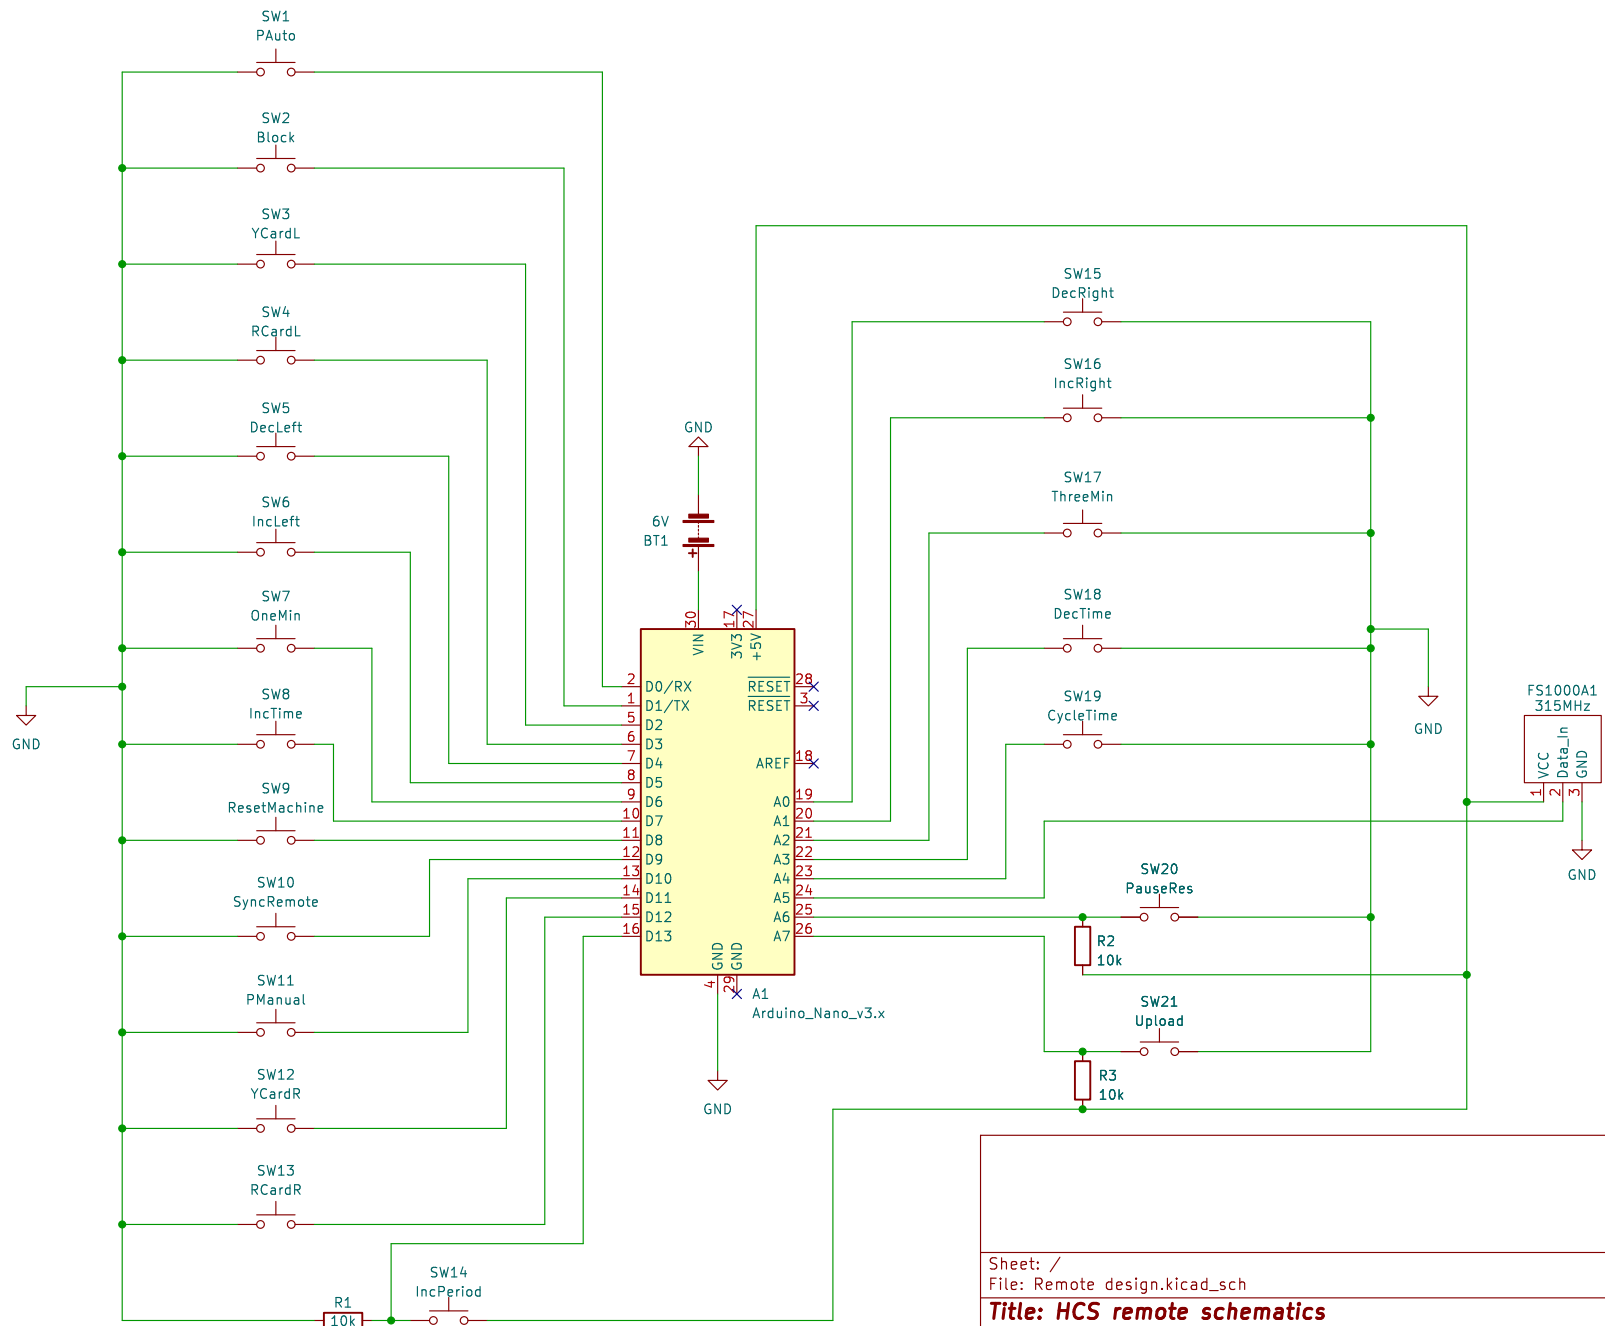 SW1
PAuto
SW2
Block
SW3
YCardL
SW4
RCardL
SW5
DecLeft
SW6
IncLeft
SW7
OneMin
SW8
IncTime
SW9
ResetMachine
SW10
SyncRemote
SW11
PManual
SW12
YCardR
SW13
RCardR
SW14
IncPeriod
R1
10k
GND
GND
6V
BT1
+
30
17
27
VIN
3V3
+5V
2 D0/RX
1 D1/TX
5 D2
6 D3
7 D4
8 D5
9 D6
10 D7
11 D8
12 D9
13 D10
14 D11
15 D12
16 D13
RESET 28
RESET 3
AREF 18
A0 19
A1 20
A2 21
A3 22
A4 23
A5 24
A6 25
A7 26
GND
GND
4
29
A1
Arduino_Nano_v3.x
GND
SW15
DecRight
SW16
IncRight
SW17
ThreeMin
SW18
DecTime
SW19
CycleTime
SW20
PauseRes
R2
10k
SW21
Upload
R3
10k
GND
FS1000A1
315MHz
VCC
Data_In
GND
1
2
3
GND
Sheet: /
File: Remote design.kicad_sch
Title: HCS remote schematics